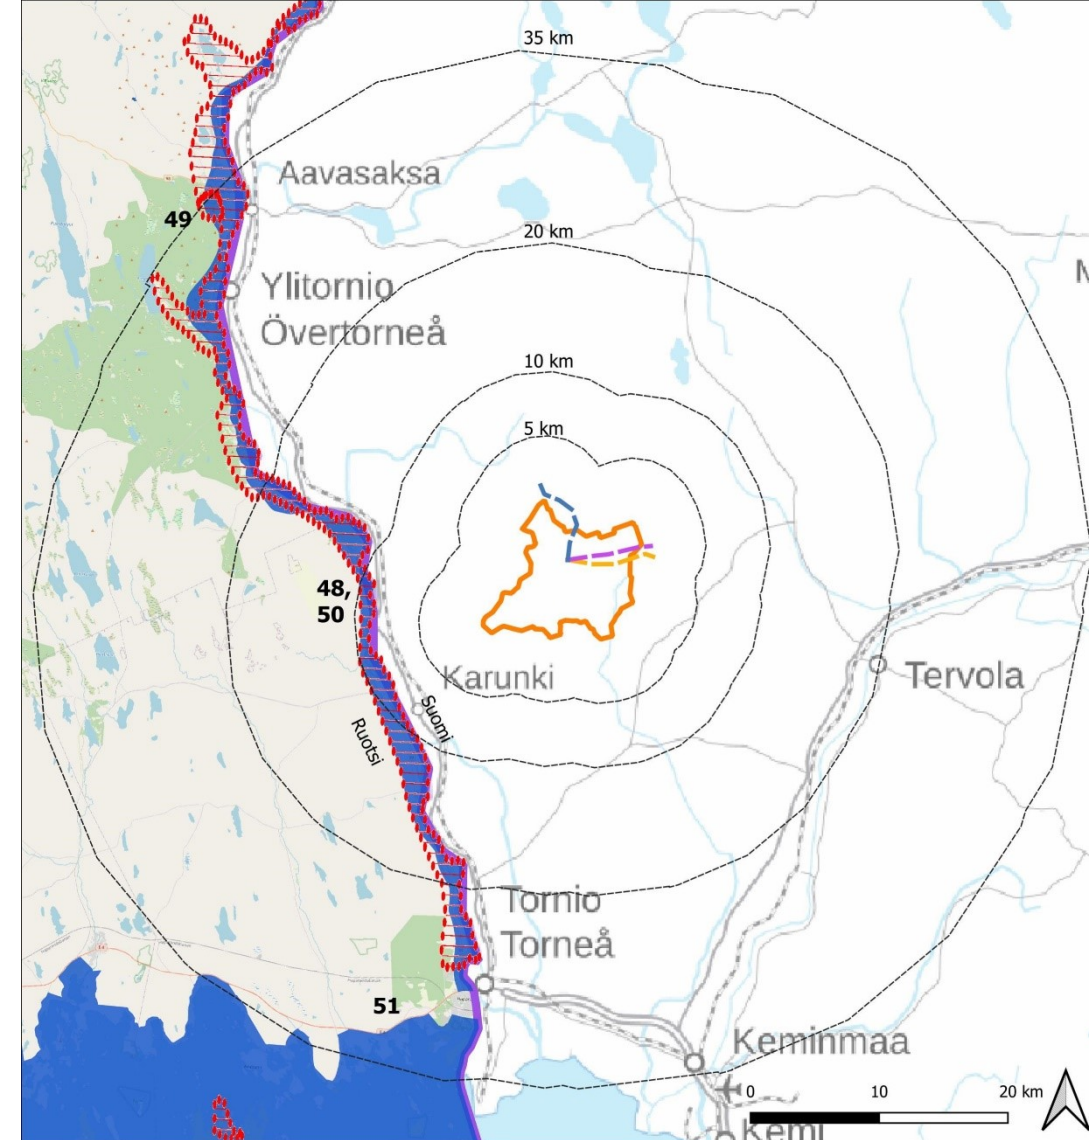 35 km
Aavasaksa
49
20 km
Ylitornio
Övertorneå
10 km
5 km
48,
50
Karunki
Tervola
Suomi
Ruotsi
Tornio
Torneå
51
Keminmaa
0 10 20 km
Kemi
N